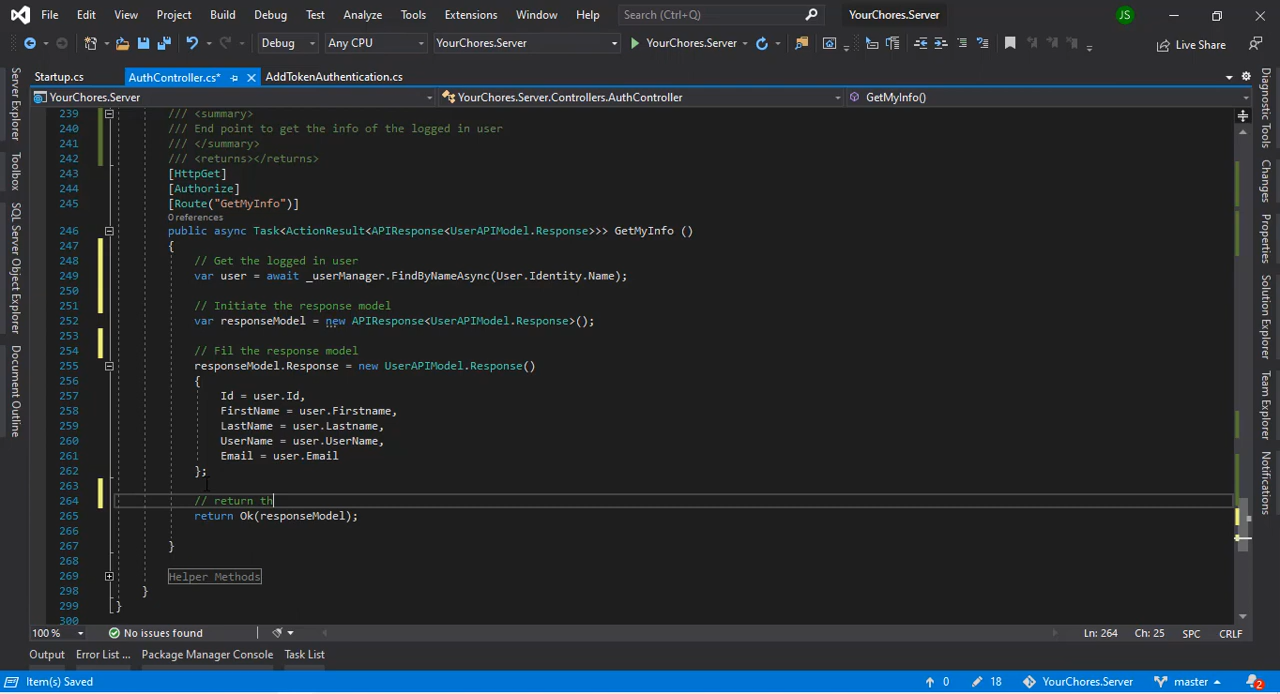 File Edit View Project Build Debug Test Analyze Tools Extensions Window Help Search (Ctrl+Q) YourChores.Server JS
Debug Any CPU YourChores.Server YourChores.Server Live Share
Startup.cs AuthController.cs* AddTokenAuthentication.cs
YourChores.Server YourChores.Server.Controllers.AuthController GetMyInfo()
Server Explorer
Toolbox
SQL Server Object Explorer
Document Outline
239 /// <summary>
240 /// End point to get the info of the logged in user
241 /// </summary>
242 /// <returns></returns>
243 [HttpGet]
244 [Authorize]
245 [Route("GetMyInfo")]
0 references
246 public async Task<ActionResult<APIResponse<UserAPIModel.Response>>> GetMyInfo ()
247 {
248 // Get the logged in user
249 var user = await _userManager.FindByNameAsync(User.Identity.Name);
250
251 // Initiate the response model
252 var responseModel = new APIResponse<UserAPIModel.Response>();
253
254 // Fil the response model
255 responseModel.Response = new UserAPIModel.Response()
256 {
257 Id = user.Id,
258 FirstName = user.Firstname,
259 LastName = user.Lastname,
260 UserName = user.UserName,
261 Email = user.Email
262 };
263
264 // return th
265 return Ok(responseModel);
266
267 }
268
269 Helper Methods
298 }
299 }
300
Diagnostic Tools
Changes
Properties
Solution Explorer
Team Explorer
Notifications
100 % No issues found Ln: 264 Ch: 25 SPC CRLF
Output Error List ... Package Manager Console Task List
Item(s) Saved 0 18 YourChores.Server master 2